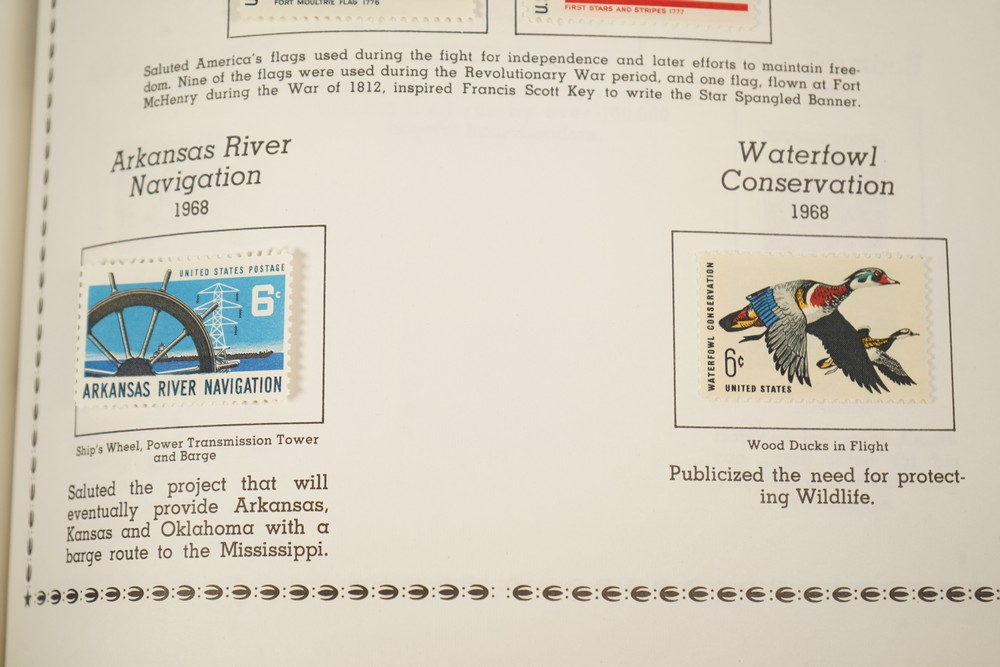 FORT MOULTRIE FLAG 1776
FIRST STARS AND STRIPES 1777
Saluted America's flags used during the fight for independence and later efforts to maintain free-
dom. Nine of the flags were used during the Revolutionary War period, and one flag, flown at Fort
McHenry during the War of 1812, inspired Francis Scott Key to write the Star Spangled Banner.
Arkansas River
Navigation
1968
UNITED STATES POSTAGE
6c
ARKANSAS RIVER NAVIGATION
Ship's Wheel, Power Transmission Tower
and Barge
Saluted the project that will
eventually provide Arkansas,
Kansas and Oklahoma with a
barge route to the Mississippi.
Waterfowl
Conservation
1968
WATERFOWL CONSERVATION
6¢
UNITED STATES
Wood Ducks in Flight
Publicized the need for protect-
ing Wildlife.